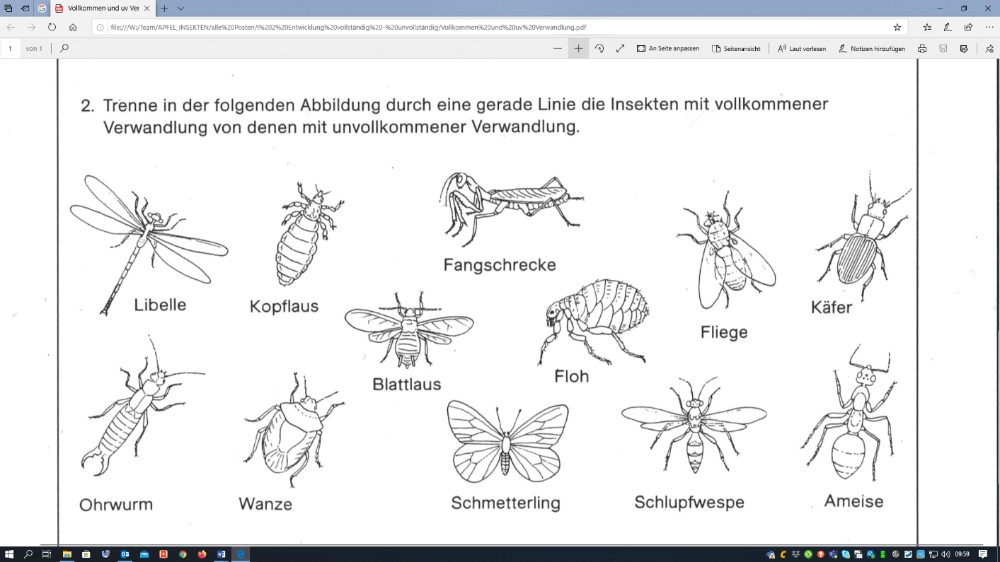 Vollkommen und uv Ver
file:///W:/Team/APFEL_INSEKTEN/alle%20Posten/I%202%20Entwicklung%20vollständig%20-%20unvollständig/Vollkommen%20und%20uv%20Verwandlung.pdf
1 von 1 An Seite anpassen Seitenansicht Laut vorlesen Notizen hinzufügen
2. Trenne in der folgenden Abbildung durch eine gerade Linie die Insekten mit vollkommener
Verwandlung von denen mit unvollkommener Verwandlung.
Fangschrecke
Libelle Kopflaus Käfer
Fliege
Blattlaus Floh
Ohrwurm Wanze Schmetterling Schlupfwespe Ameise
09:59